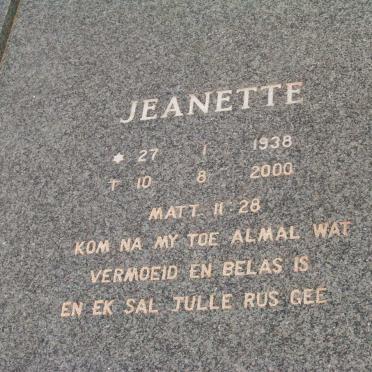 JEANETTE
* 27 1 1938
† 10 8 2000
MATT. 11 28
KOM NA MY TOE ALMAL WAT
VERMOEID EN BELAS IS
EN EK SAL JULLE RUS GEE